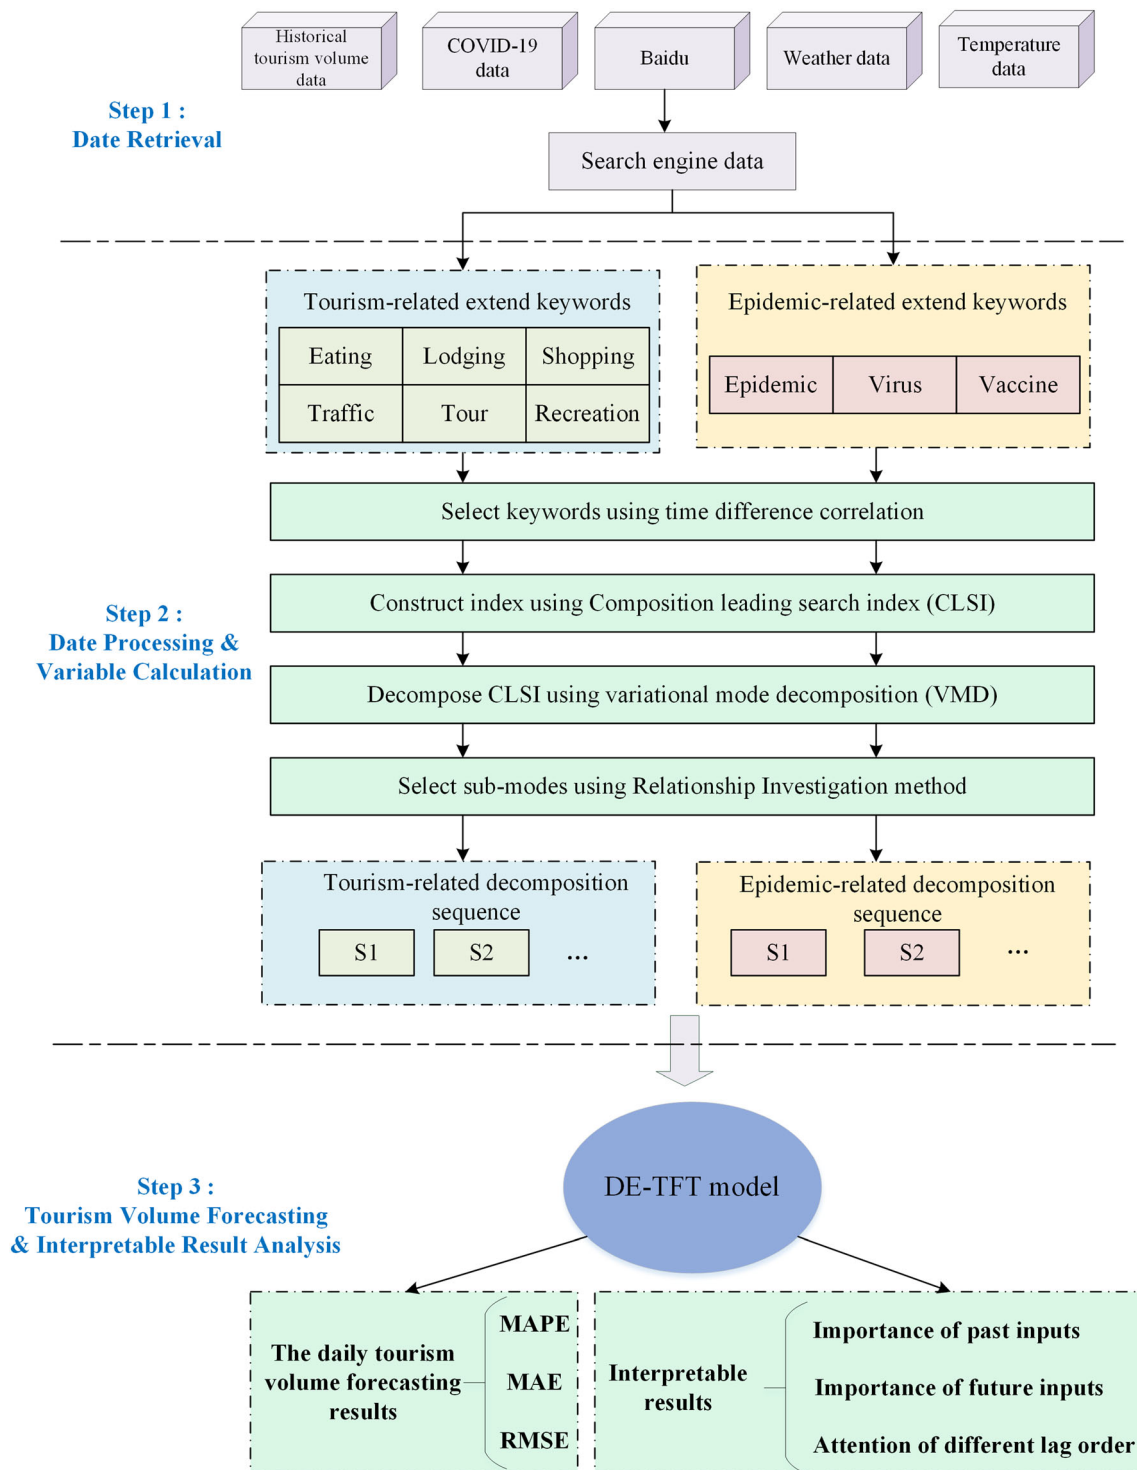 Historical
tourism volume
data
COVID-19
data
Baidu
Weather data
Temperature
data
Step 1 :
Date Retrieval
Search engine data
Tourism-related extend keywords
Eating
Lodging
Shopping
Traffic
Tour
Recreation
Epidemic-related extend keywords
Epidemic
Virus
Vaccine
Select keywords using time difference correlation
Construct index using Composition leading search index (CLSI)
Step 2 :
Date Processing &
Variable Calculation
Decompose CLSI using variational mode decomposition (VMD)
Select sub-modes using Relationship Investigation method
Tourism-related decomposition
sequence
S1
S2
...
Epidemic-related decomposition
sequence
S1
S2
...
DE-TFT model
Step 3 :
Tourism Volume Forecasting
& Interpretable Result Analysis
The daily tourism
volume forecasting
results
MAPE
MAE
RMSE
Interpretable
results
Importance of past inputs
Importance of future inputs
Attention of different lag order